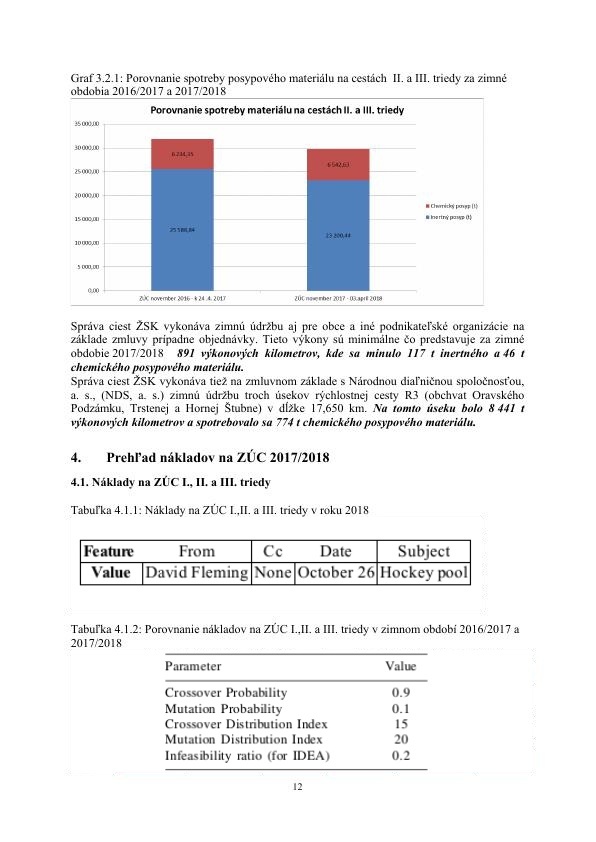 Graf 3.2.1: Porovnanie spotreby posypového materiálu na cestách II. a III. triedy za zimné
obdobia 2016/2017 a 2017/2018
Porovnanie spotreby materiálu na cestách II. a III. triedy
35 000,00
30 000,00
25 000,00
20 000,00
15 000,00
10 000,00
5 000,00
0,00
6 234,35
25 588,84
6 542,63
23 200,44
Chemický posyp (t)
Inertný posyp (t)
ZÚC november 2016 - k 24 .4. 2017
ZÚC november 2017 - 03.apríl 2018
Správa ciest ŽSK vykonáva zimnú údržbu aj pre obce a iné podnikateľské organizácie na
základe zmluvy prípadne objednávky. Tieto výkony sú minimálne čo predstavuje za zimné
obdobie 2017/2018 891 výkonových kilometrov, kde sa minulo 117 t inertného a 46 t
chemického posypového materiálu.
Správa ciest ŽSK vykonáva tiež na zmluvnom základe s Národnou diaľničnou spoločnosťou,
a. s., (NDS, a. s.) zimnú údržbu troch úsekov rýchlostnej cesty R3 (obchvat Oravského
Podzámku, Trstenej a Hornej Štubne) v dĺžke 17,650 km. Na tomto úseku bolo 8 441 t
výkonových kilometrov a spotrebovalo sa 774 t chemického posypového materiálu.
4. Prehľad nákladov na ZÚC 2017/2018
4.1. Náklady na ZÚC I., II. a III. triedy
Tabuľka 4.1.1: Náklady na ZÚC I.,II. a III. triedy v roku 2018
Feature From Cc Date Subject
Value David Fleming None October 26 Hockey pool
Tabuľka 4.1.2: Porovnanie nákladov na ZÚC I.,II. a III. triedy v zimnom období 2016/2017 a
2017/2018
Parameter Value
Crossover Probability 0.9
Mutation Probability 0.1
Crossover Distribution Index 15
Mutation Distribution Index 20
Infeasibility ratio (for IDEA) 0.2
12